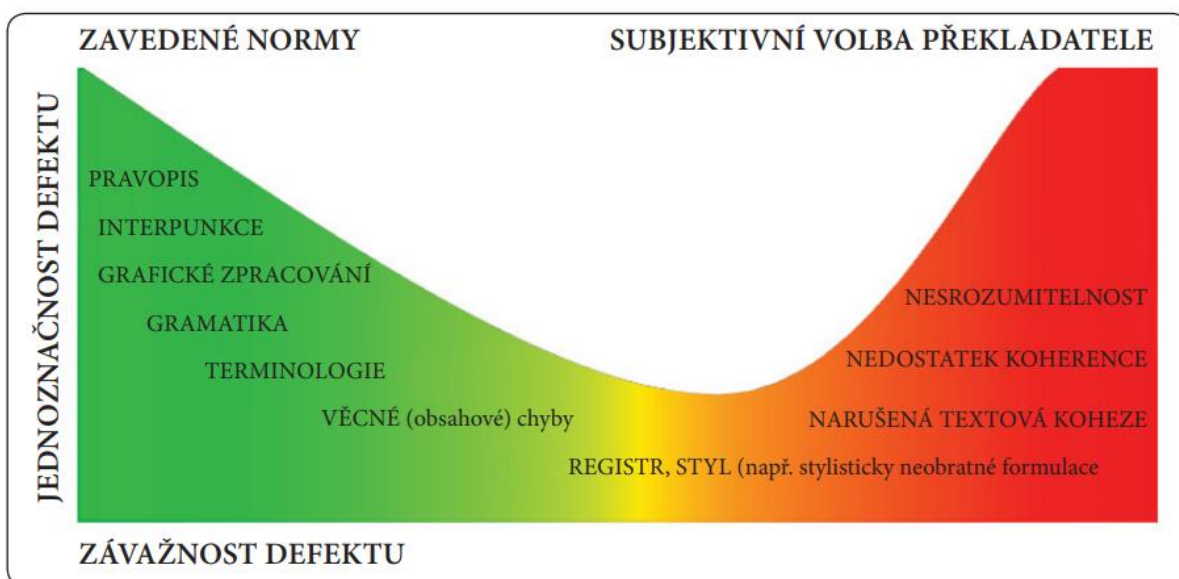 ZAVEDENÉ NORMY
SUBJEKTIVNÍ VOLBA PŘEKLADATELE
JEDNOZNAČNOST DEFEKTU
PRAVOPIS
INTERPUNKCE
GRAFICKÉ ZPRACOVÁNÍ
GRAMATIKA
TERMINOLOGIE
VĚCNÉ (obsahové) chyby
NESROZUMITELNOST
NEDOSTATEK KOHERENCE
NARUŠENÁ TEXTOVÁ KOHEZE
REGISTR, STYL (např. stylisticky neobratné formulace
ZÁVAŽNOST DEFEKTU